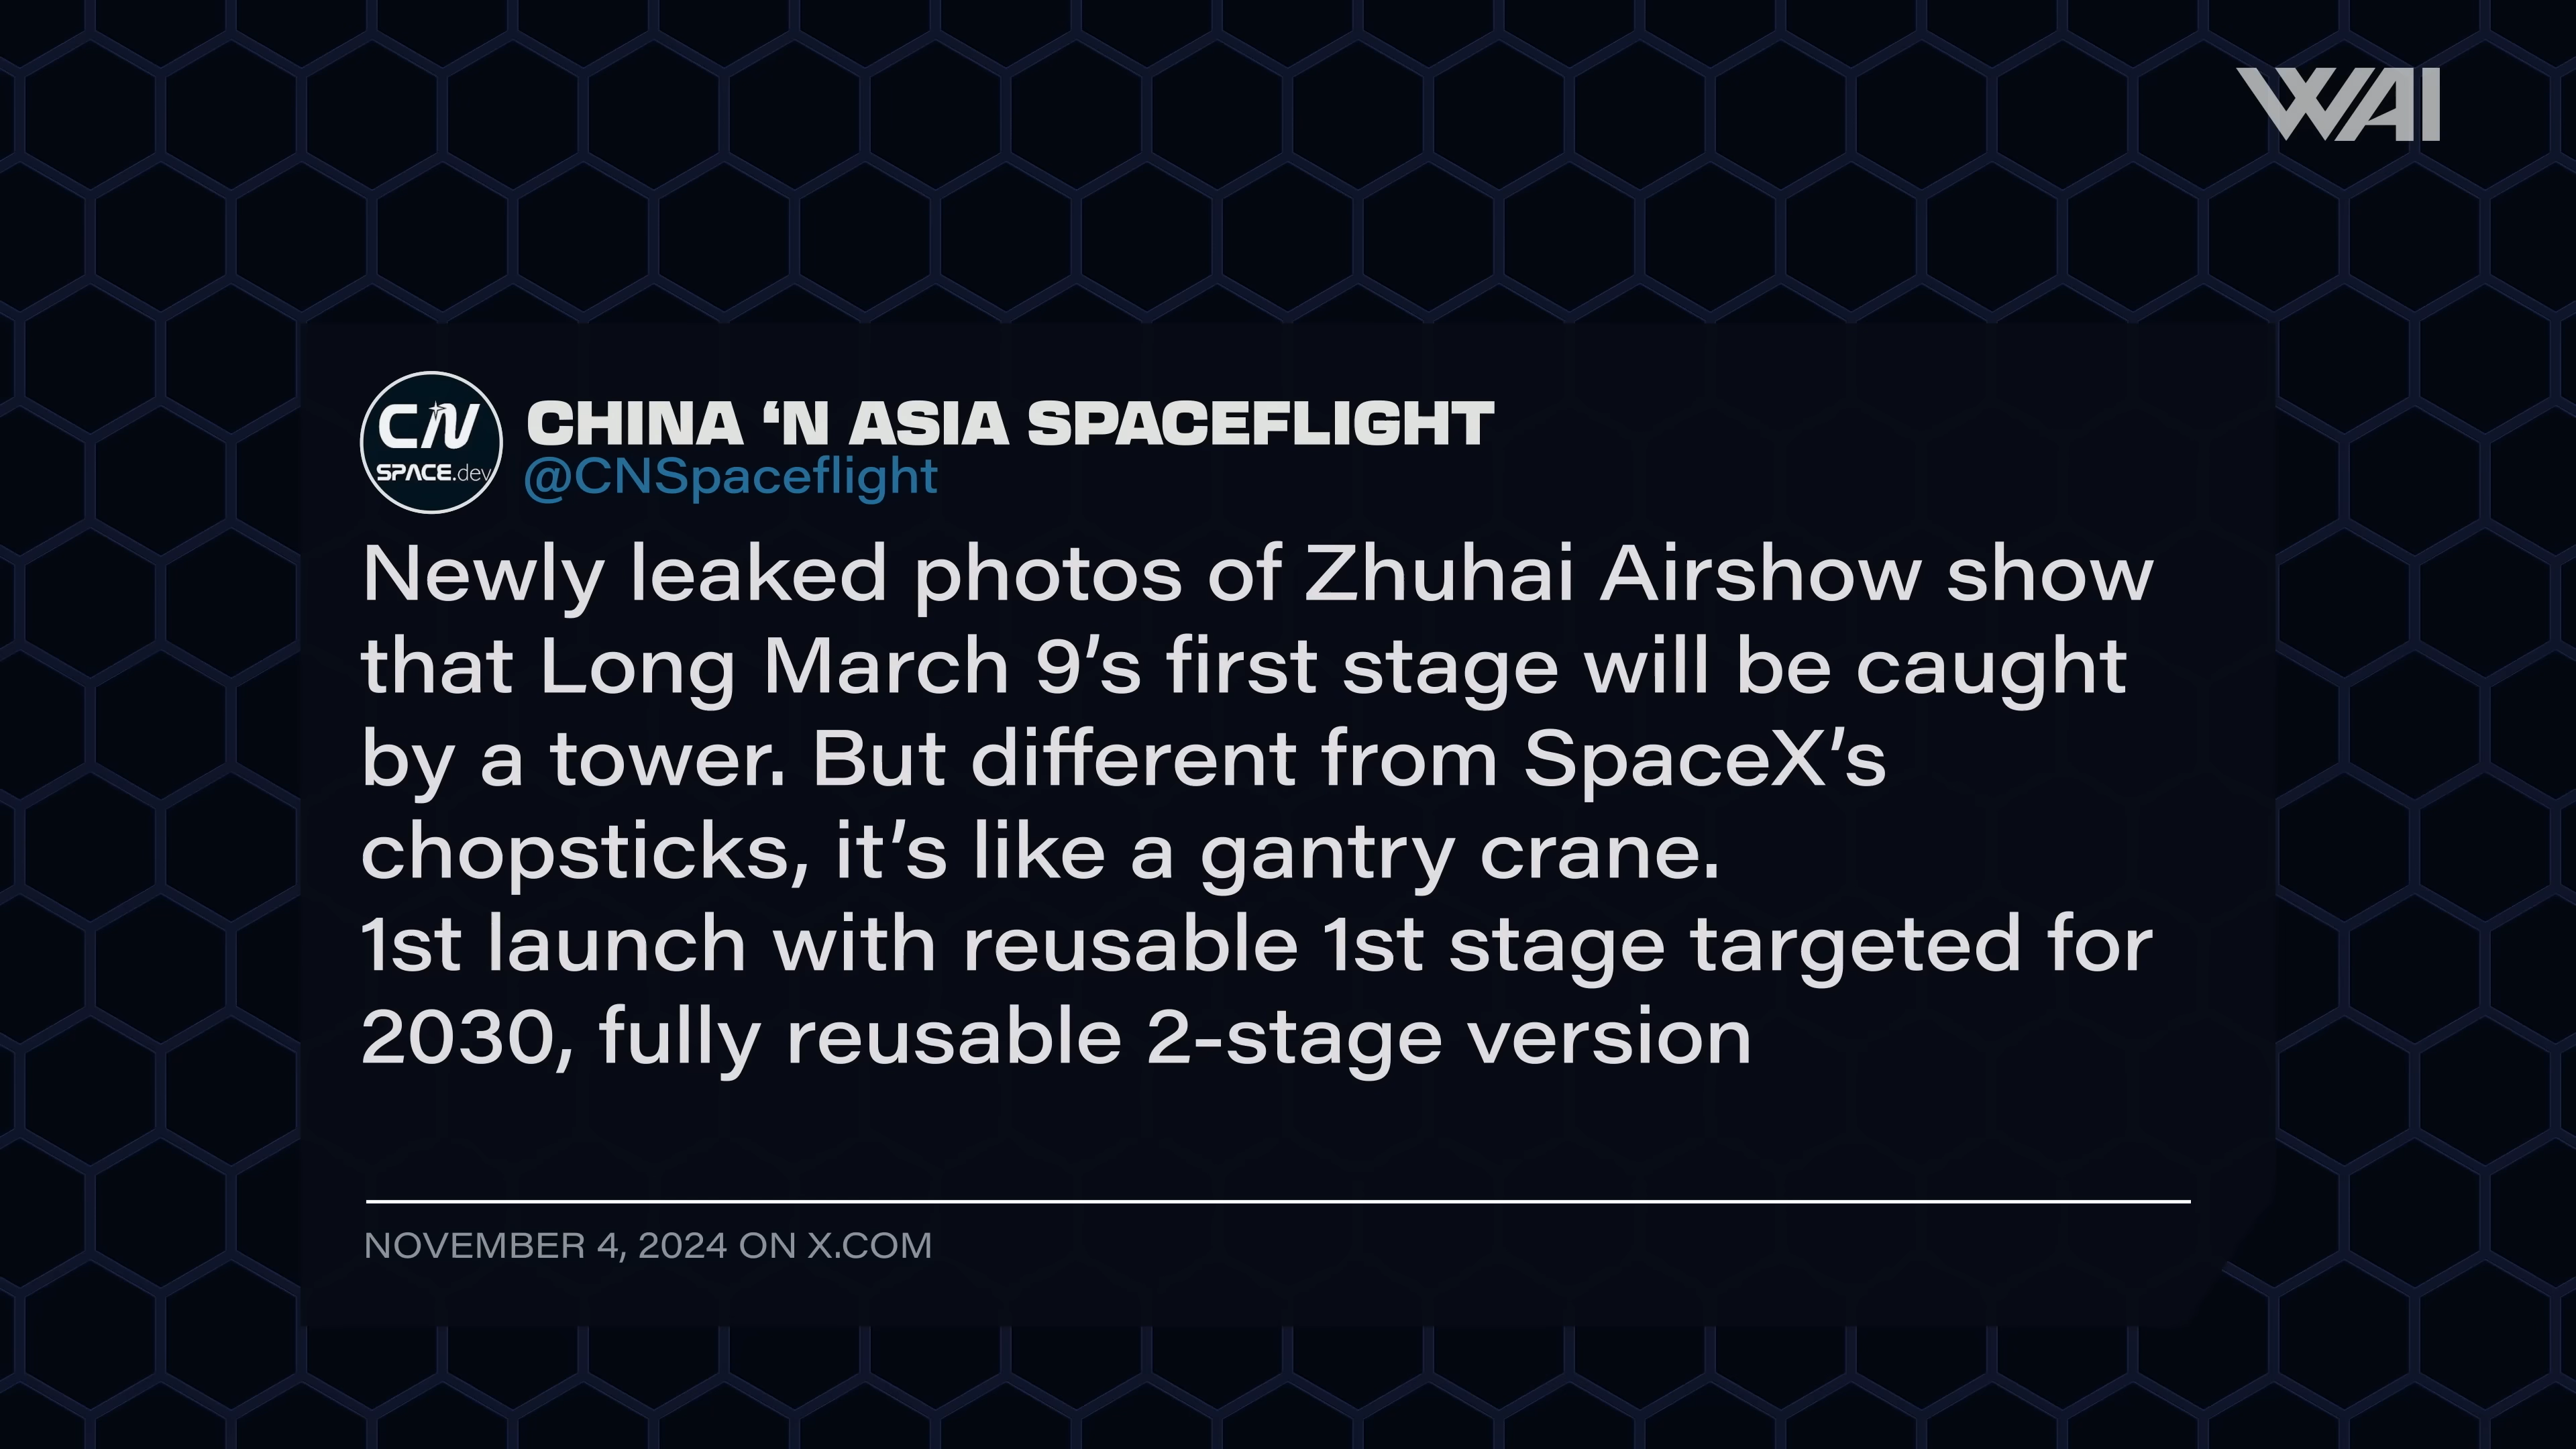 WAI
CN
SPACE.dev
CHINA ‘N ASIA SPACEFLIGHT
@CNSpaceflight
Newly leaked photos of Zhuhai Airshow show
that Long March 9’s first stage will be caught
by a tower. But different from SpaceX’s
chopsticks, it’s like a gantry crane.
1st launch with reusable 1st stage targeted for
2030, fully reusable 2-stage version
NOVEMBER 4, 2024 ON X.COM